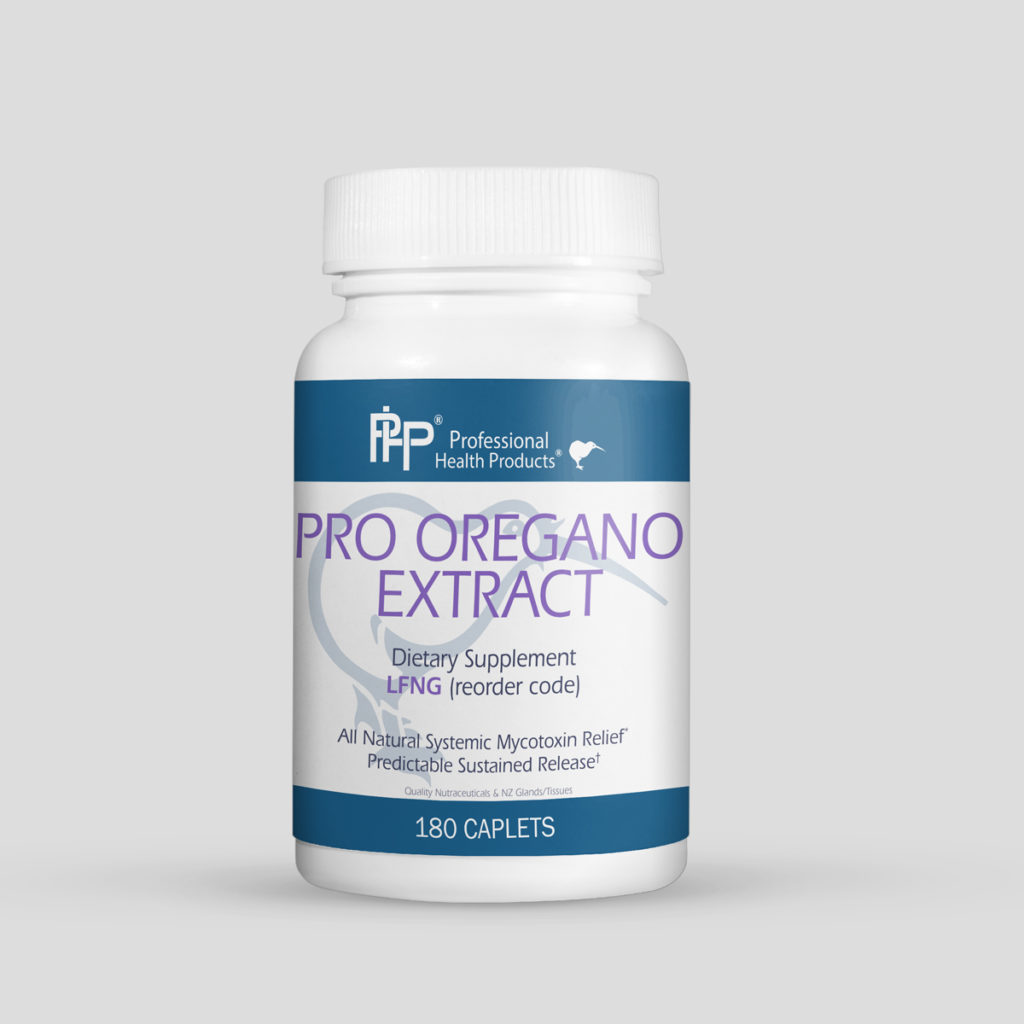 PHP® Professional
Health Products®
PRO OREGANO
EXTRACT
Dietary Supplement
LFNG (reorder code)
All Natural Systemic Mycotoxin Relief*
Predictable Sustained Release†
Quality Nutraceuticals & NZ Glands/Tissues
180 CAPLETS